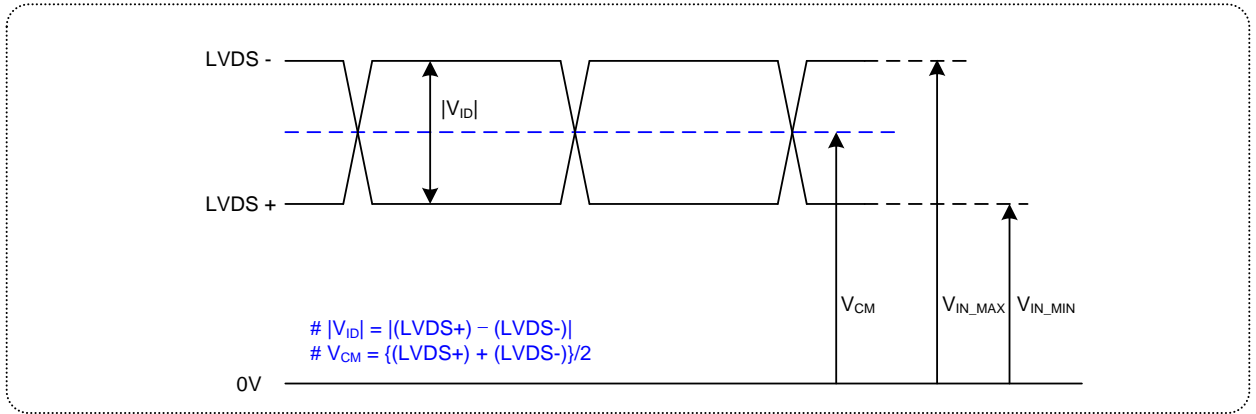 LVDS -
|VID|
LVDS +
VCM
VIN_MAX
VIN_MIN
# |VID| = |(LVDS+) – (LVDS-)|
# VCM = {(LVDS+) + (LVDS-)}/2
0V